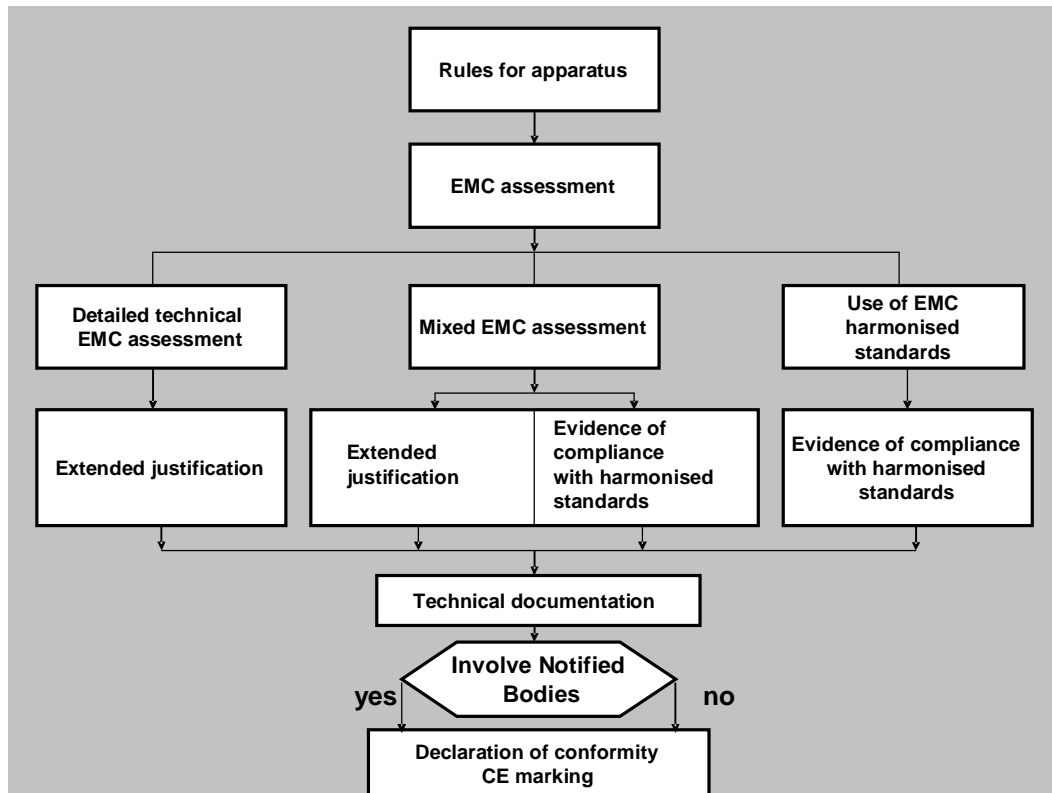 Rules for apparatus
EMC assessment
Detailed technical
EMC assessment
Mixed EMC assessment
Use of EMC
harmonised
standards
Extended justification
Extended
justification
Evidence of
compliance
with harmonised
standards
Evidence of compliance
with harmonised
standards
Technical documentation
Involve Notified
Bodies
yes
no
Declaration of conformity
CE marking